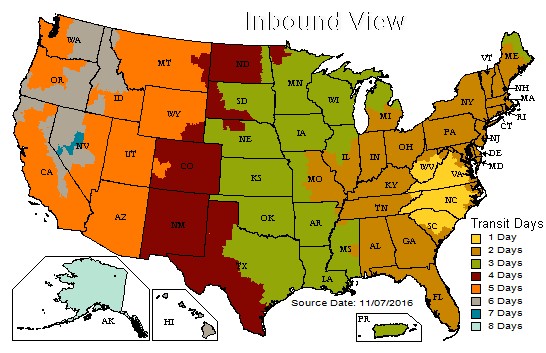 Inbound View
WA
OR
CA
NV
ID
MT
WY
UT
AZ
CO
NM
ND
SD
NE
KS
OK
TX
MN
IA
MO
AR
LA
WI
IL
MS
MI
IN
OH
KY
TN
AL
GA
FL
SC
NC
VA
WV
PA
NY
VT
ME
NH
MA
RI
CT
NJ
DE
MD
AK
HI
PR
Source Date: 11/07/2016
Transit Days
1 Day
2 Days
3 Days
4 Days
5 Days
6 Days
7 Days
8 Days